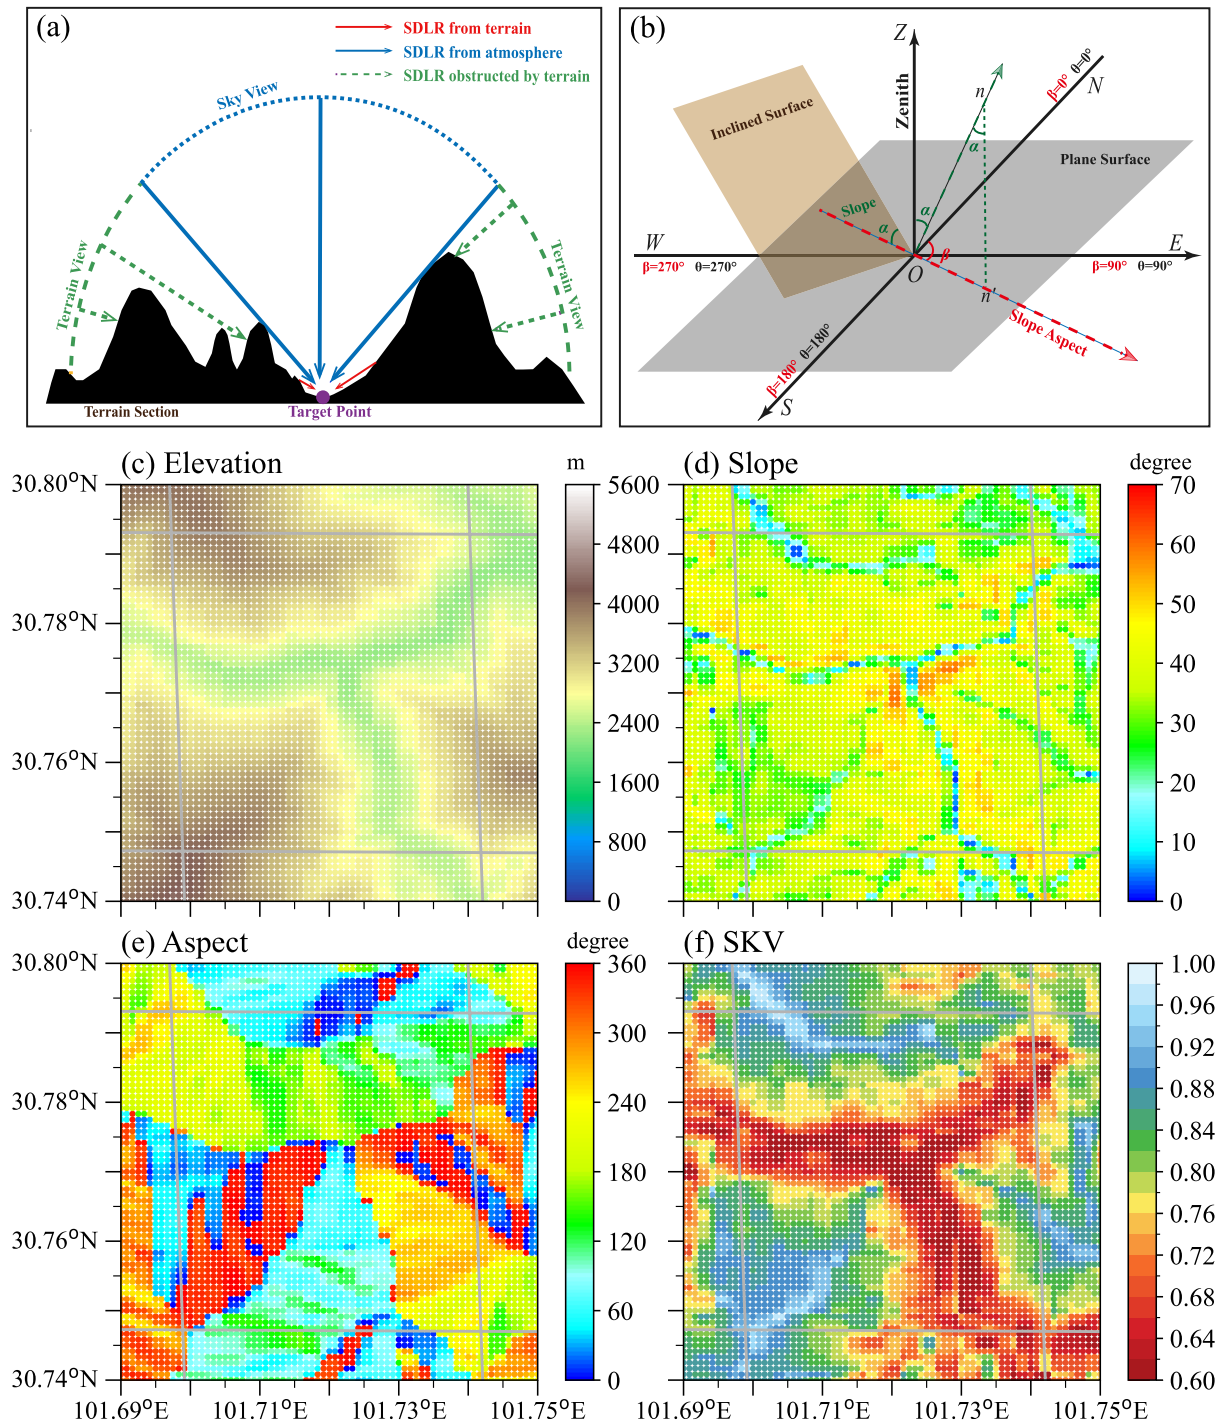 (a)
SDLR from terrain
SDLR from atmosphere
SDLR obstructed by terrain
Sky View
Terrain View
Terrain View
Terrain Section
Target Point
(b)
Z
Zenith
n
β=0° θ=0°
N
Inclined Surface
α
Plane Surface
Slope
α
α
β
W
E
β=270° θ=270°
O
β=90° θ=90°
n'
Slope Aspect
β=180° θ=180°
S
(c) Elevation
m
30.80°N
30.78°N
30.76°N
30.74°N
5600
4800
4000
3200
2400
1600
800
0
(d) Slope
degree
70
60
50
40
30
20
10
0
(e) Aspect
degree
30.80°N
30.78°N
30.76°N
30.74°N
101.69°E 101.71°E 101.73°E 101.75°E
360
300
240
180
120
60
0
(f) SKV
101.69°E 101.71°E 101.73°E 101.75°E
1.00
0.96
0.92
0.88
0.84
0.80
0.76
0.72
0.68
0.64
0.60